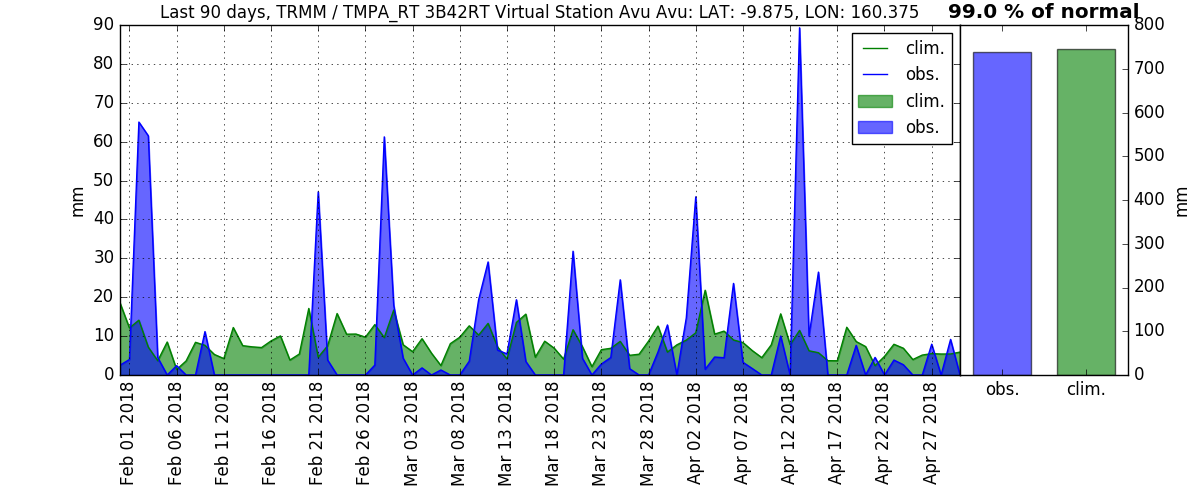 Last 90 days, TRMM / TMPA_RT 3B42RT Virtual Station Avu Avu: LAT: -9.875, LON: 160.375
99.0 % of normal
90
80
70
60
50
40
30
20
10
0
mm
clim.
obs.
clim.
obs.
800
700
600
500
400
300
200
100
0
mm
obs.
clim.
Feb 01 2018
Feb 06 2018
Feb 11 2018
Feb 16 2018
Feb 21 2018
Feb 26 2018
Mar 03 2018
Mar 08 2018
Mar 13 2018
Mar 18 2018
Mar 23 2018
Mar 28 2018
Apr 02 2018
Apr 07 2018
Apr 12 2018
Apr 17 2018
Apr 22 2018
Apr 27 2018